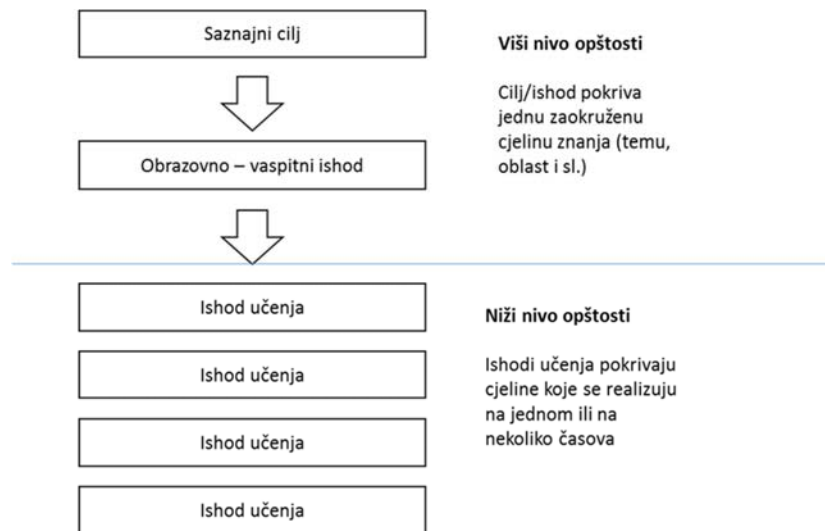 Saznajni cilj
Viši nivo opštosti
Cilj/ishod pokriva
jednu zaokruženu
cjelinu znanja (temu,
oblast i sl.)
Obrazovno – vaspitni ishod
Ishod učenja
Niži nivo opštosti
Ishodi učenja pokrivaju
cjeline koje se realizuju
na jednom ili na
nekoliko časova
Ishod učenja
Ishod učenja
Ishod učenja